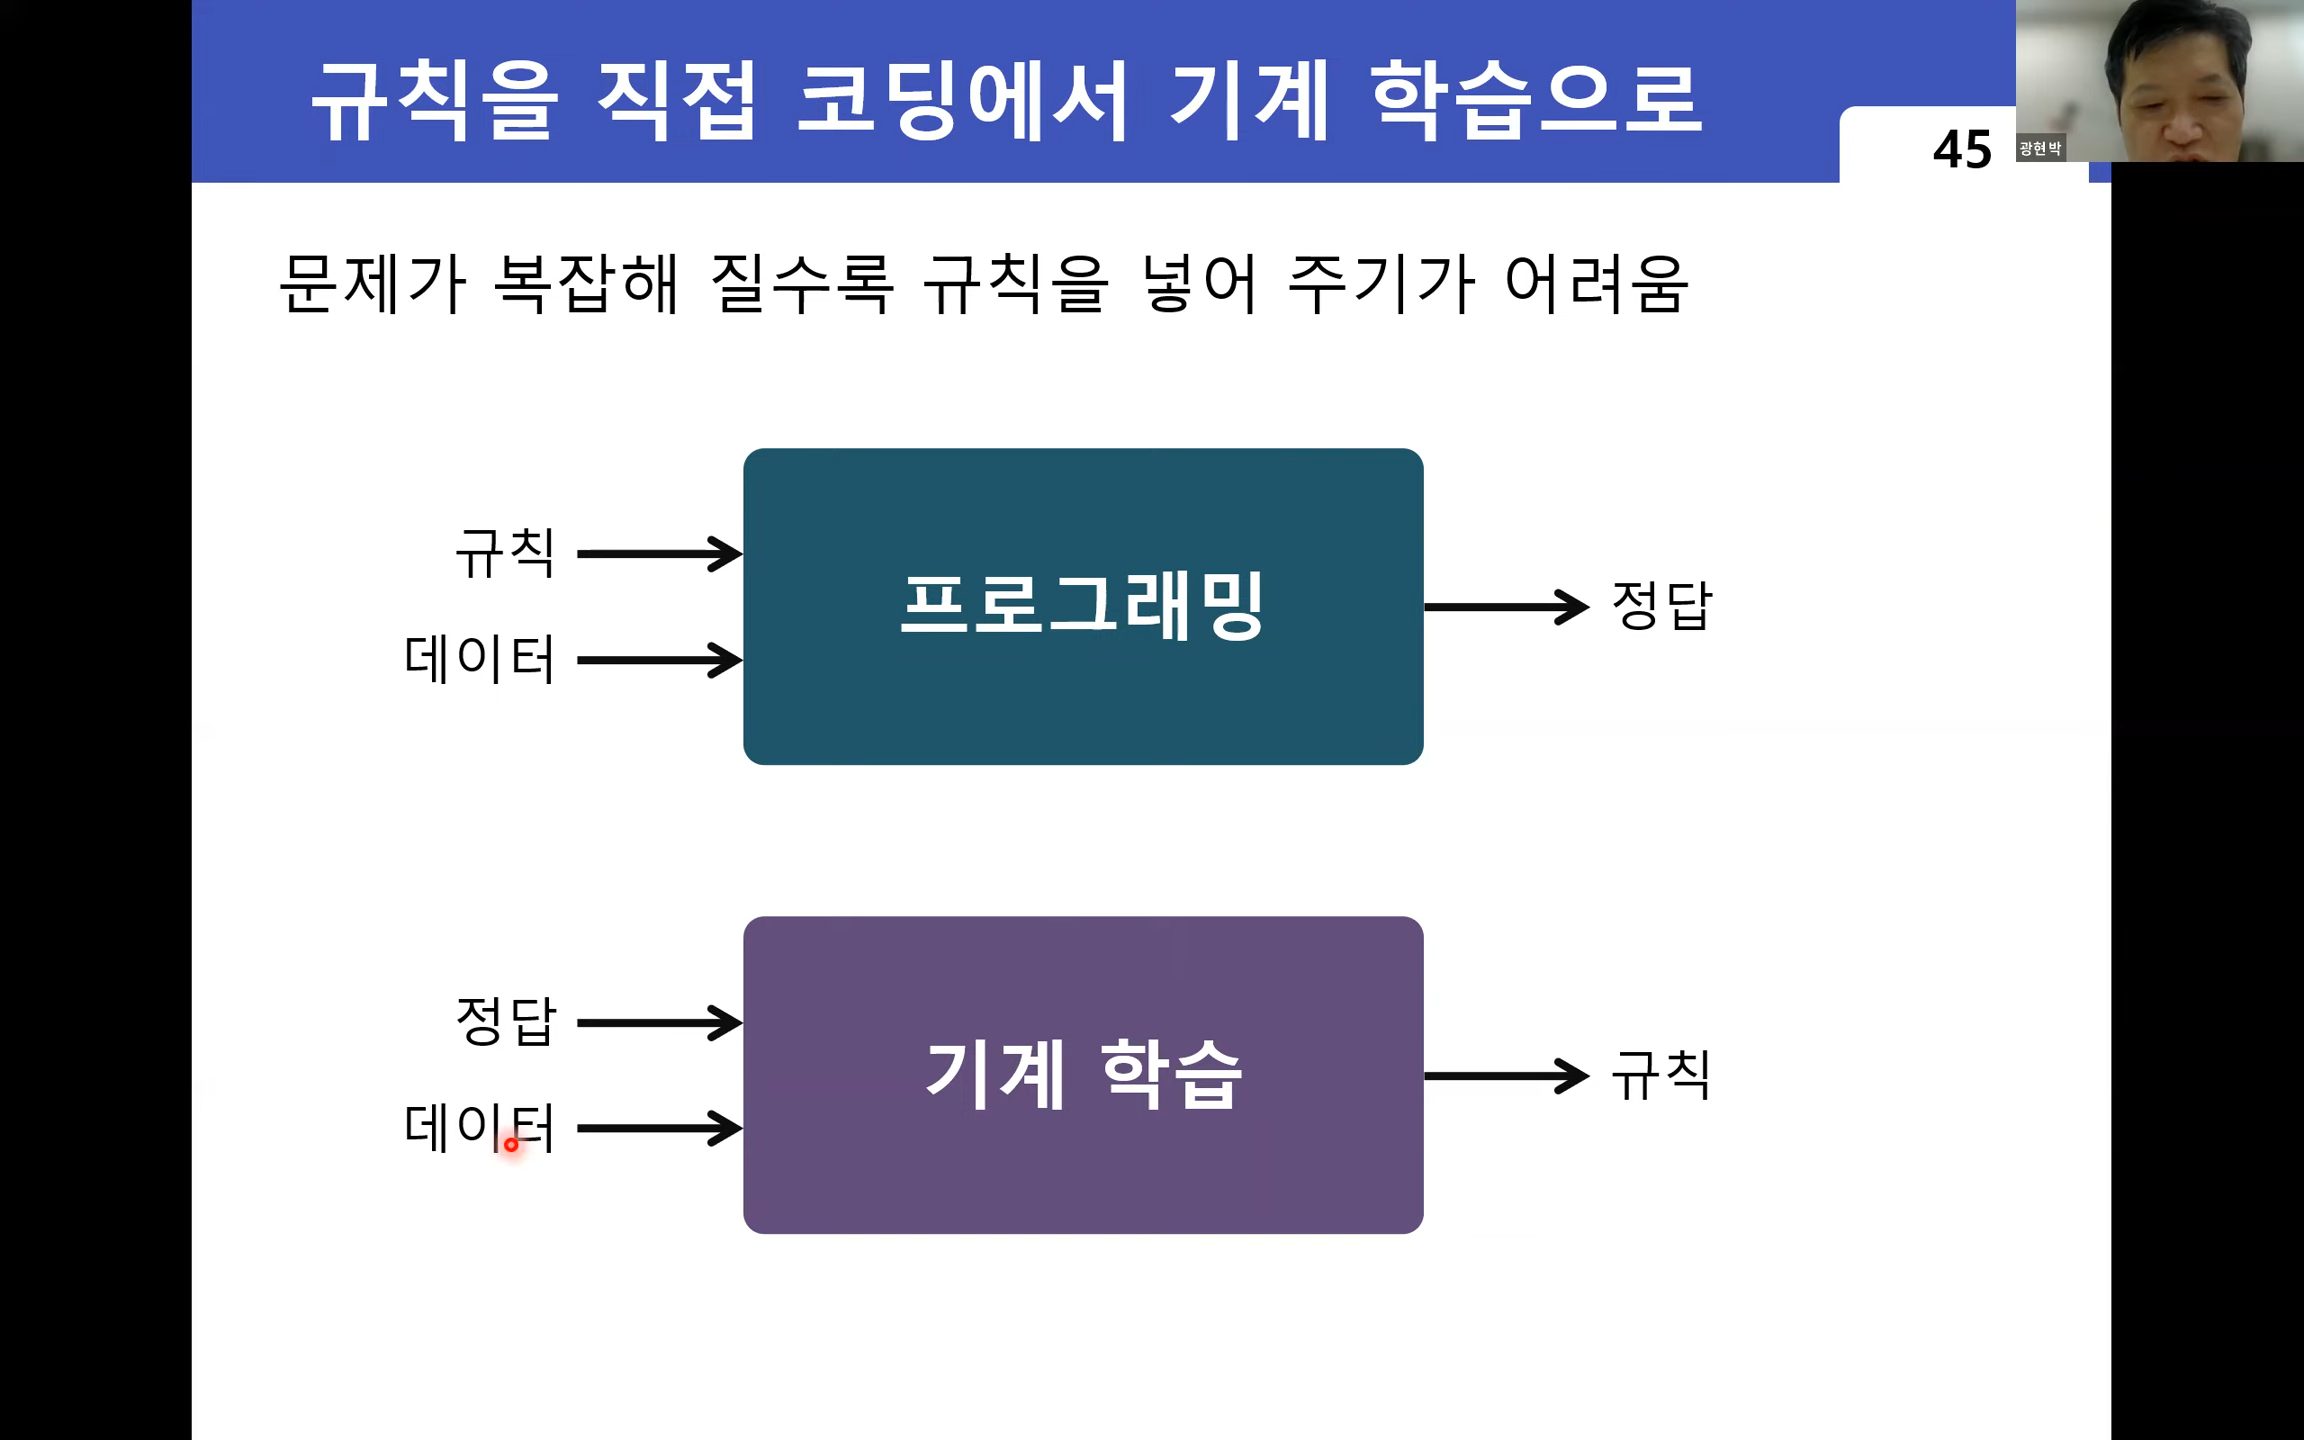 규칙을 직접 코딩에서 기계 학습으로
45
광현박
문제가 복잡해 질수록 규칙을 넣어 주기가 어려움
규칙
데이터
프로그래밍
정답
정답
데이터
기계 학습
규칙